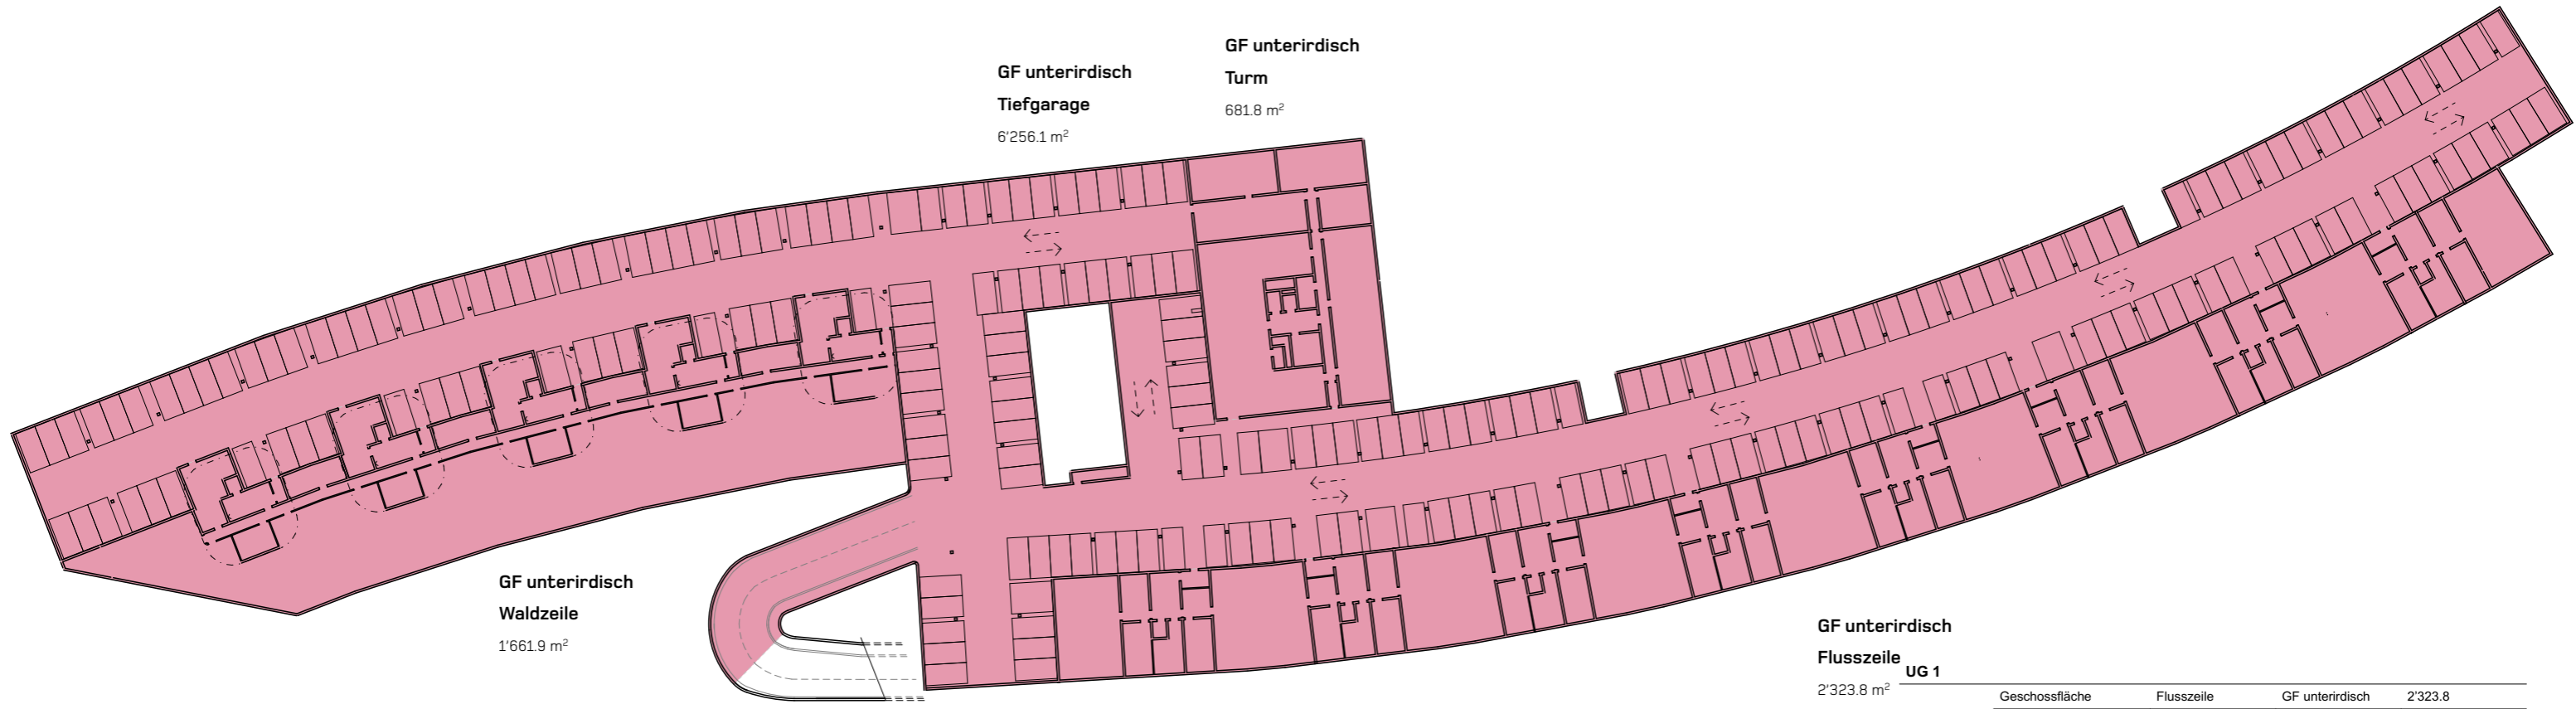 GF unterirdisch
Turm
681.8 m²
GF unterirdisch
Tiefgarage
6'256.1 m²
GF unterirdisch
Waldzeile
1'661.9 m²
GF unterirdisch
Flusszeile
2'323.8 m²
UG 1
Geschossfläche Flusszeile GF unterirdisch 2'323.8